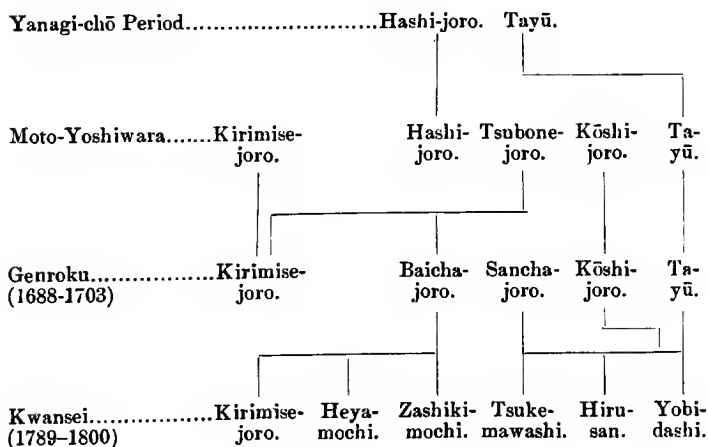 Yanagi-chō Period............................Hashi-joro. Tayū.
Moto-Yoshiwara.......Kirimise- Hashi- Tsubone- Kōshi- Ta-
joro. joro. joro. joro. yū.
Genroku..................Kirimise- Baicha- Sancha- Kōshi- Ta-
(1688-1703) joro. joro. joro. joro. yū.
Kwansei..................Kirimise- Heya- Zashiki- Tsuke- Hiru- Yobi-
(1789–1800) joro. mochi. mochi. mawashi. san. dashi.